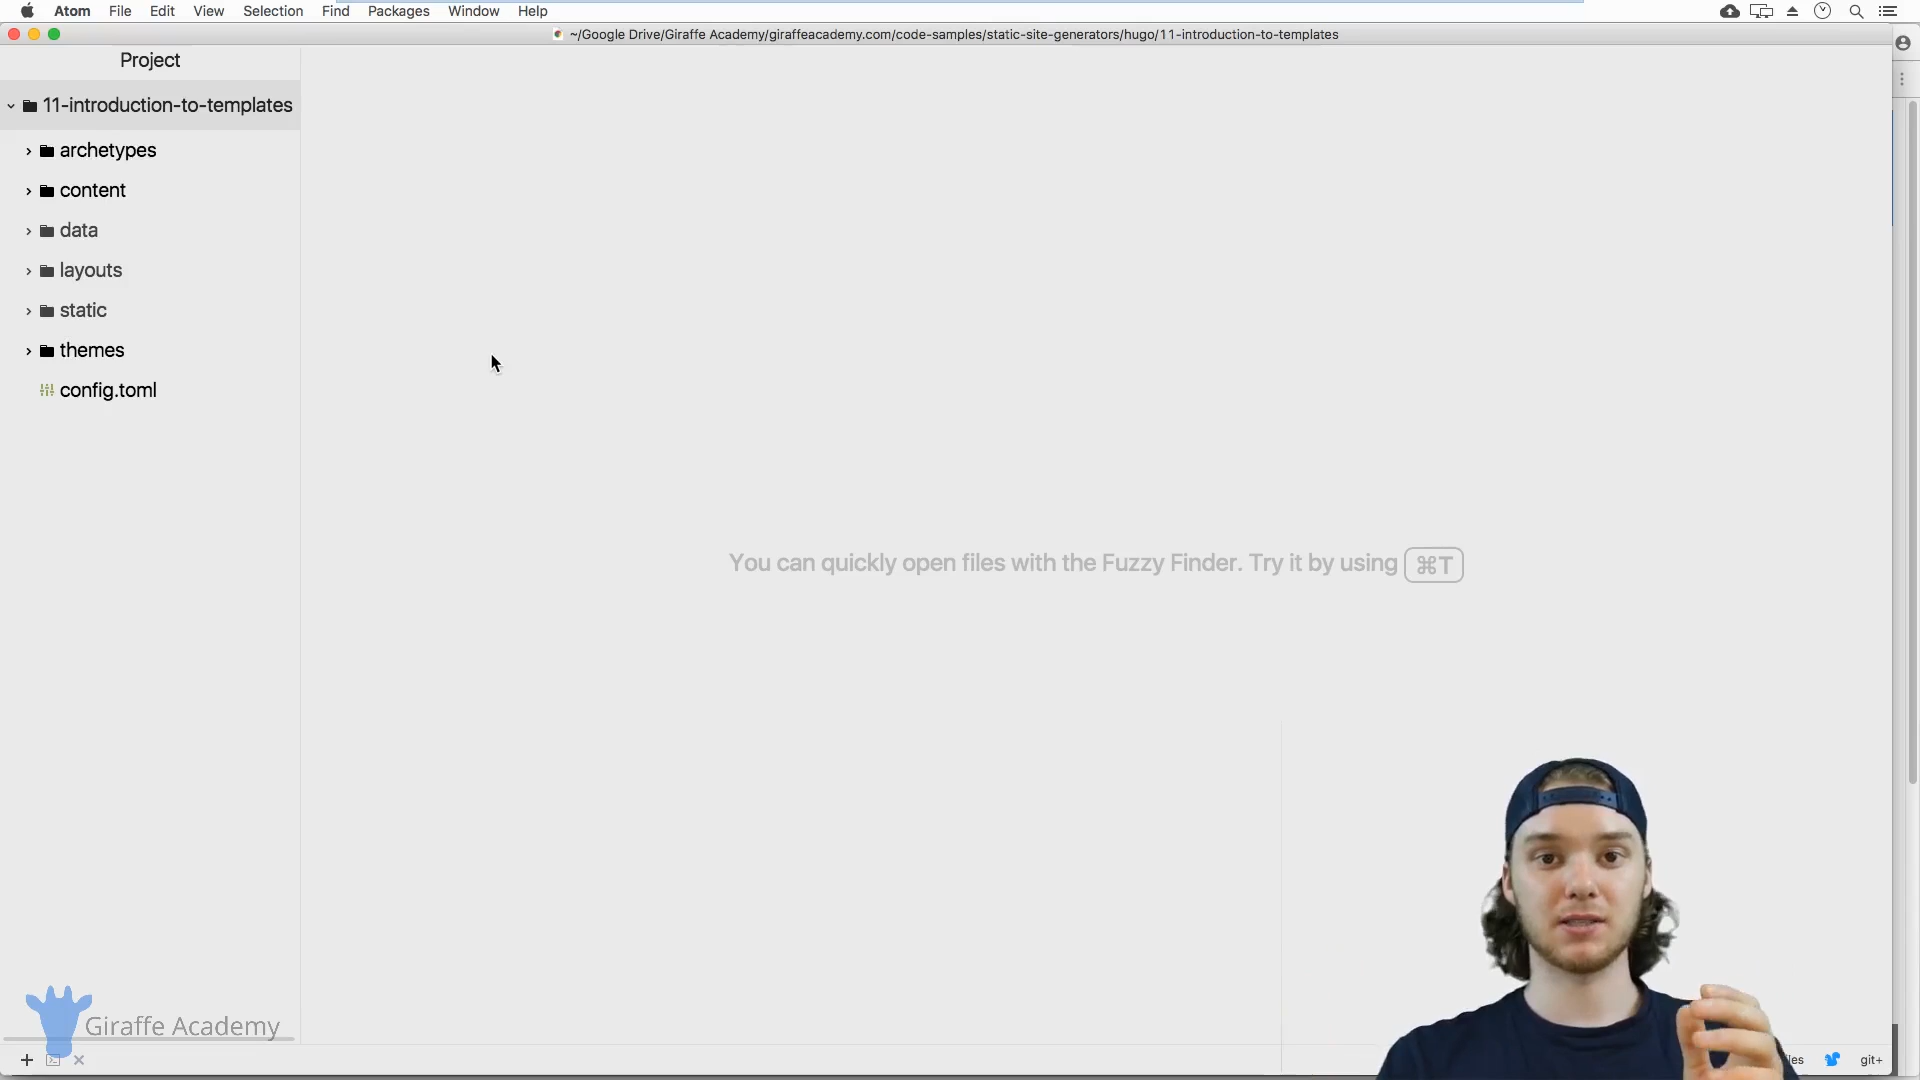 Atom File Edit View Selection Find Packages Window Help
~/Google Drive/Giraffe Academy/giraffeacademy.com/code-samples/static-site-generators/hugo/11-introduction-to-templates
Project
11-introduction-to-templates
archetypes
content
data
layouts
static
themes
config.toml
You can quickly open files with the Fuzzy Finder. Try it by using ⌘T
Giraffe Academy
git+